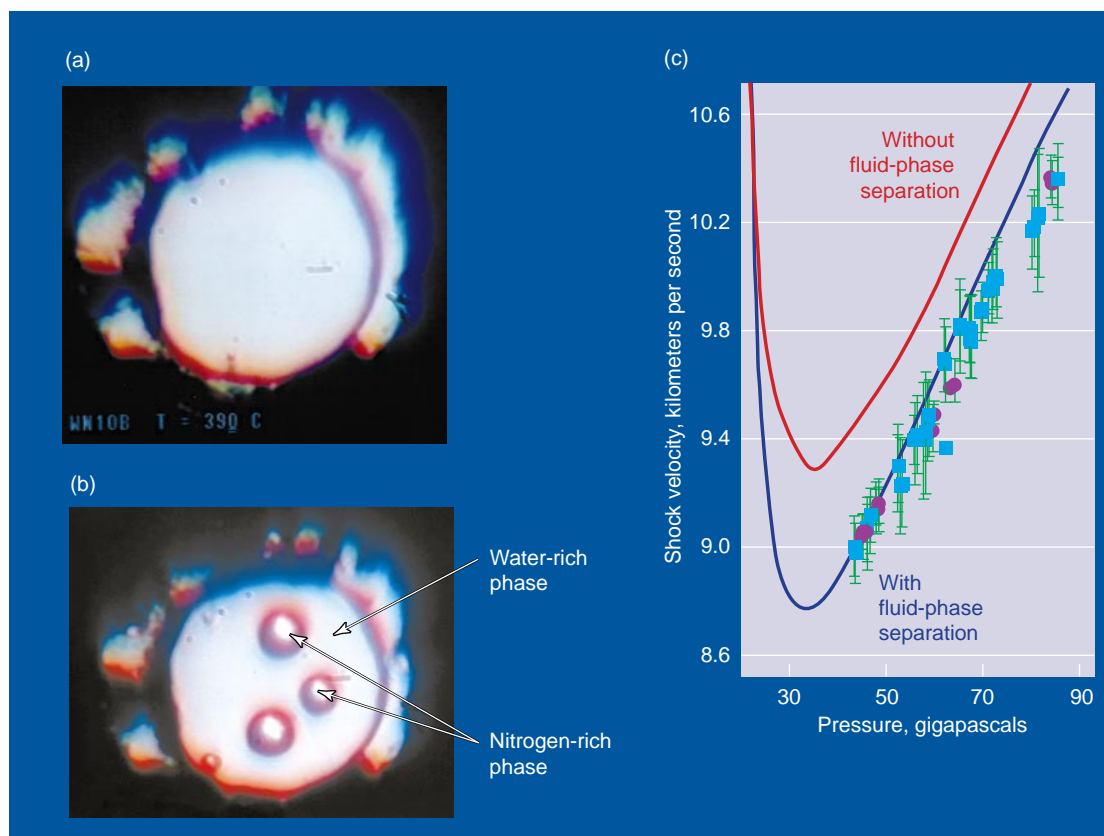 (a)
WN10B T = 390 C
(b)
Water-rich
phase
Nitrogen-rich
phase
(c)
Shock velocity, kilometers per second
10.6
10.2
9.8
9.4
9.0
8.6
Without
fluid-phase
separation
With
fluid-phase
separation
30 50 70 90
Pressure, gigapascals